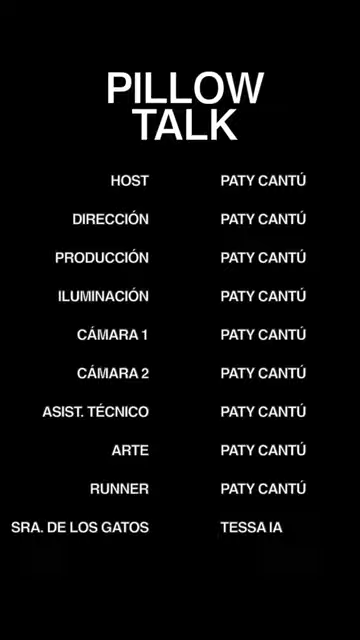 PILLOW
TALK
HOST PATY CANTÚ
DIRECCIÓN PATY CANTÚ
PRODUCCIÓN PATY CANTÚ
ILUMINACIÓN PATY CANTÚ
CÁMARA 1 PATY CANTÚ
CÁMARA 2 PATY CANTÚ
ASIST. TÉCNICO PATY CANTÚ
ARTE PATY CANTÚ
RUNNER PATY CANTÚ
SRA. DE LOS GATOS TESSA IA